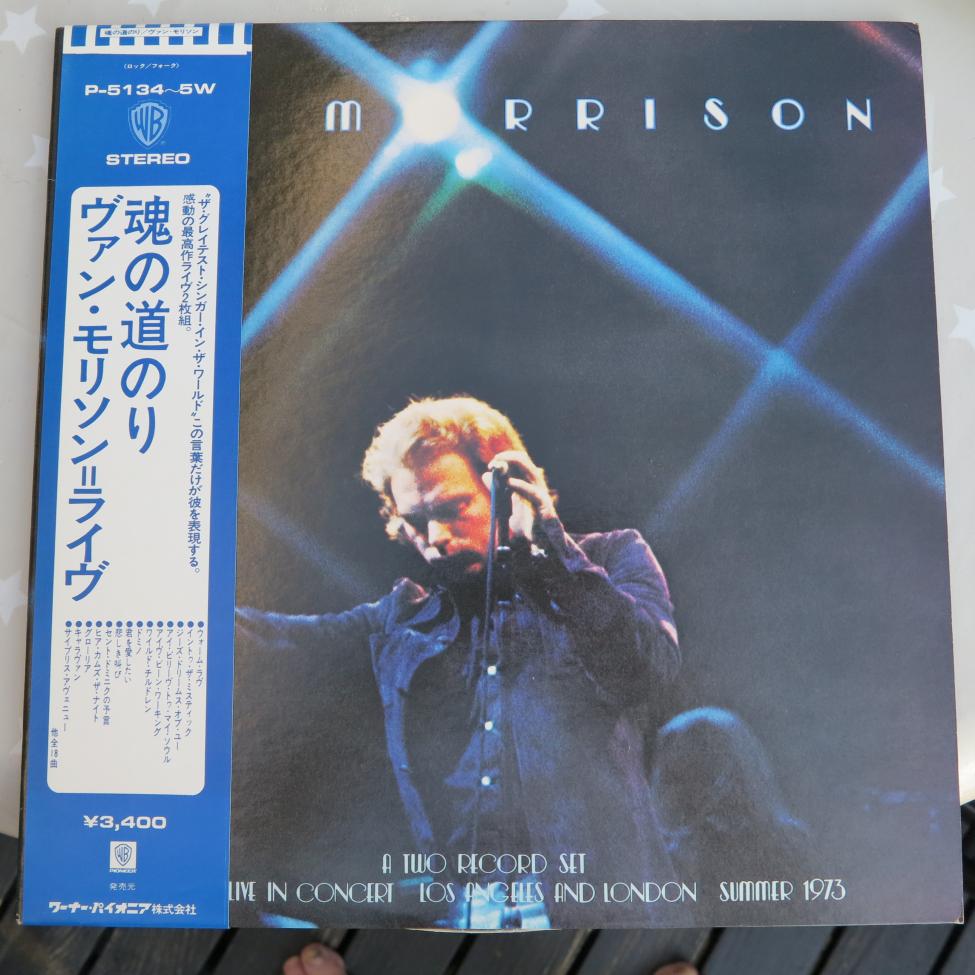 魂の道のり/ヴァン・モリソン
(ロック/フォーク)
P-5134~5W
WB
STEREO
"ザ・グレイテスト・シンガー・イン・ザ・ワールド"この言葉だけが彼を表現する。
感動の最高作ライヴ2枚組。
魂の道のり
ヴァン・モリソン=ライヴ
●ウォーム・ラヴ
●イントゥ・ザ・ミスティック
●ジーズ・ドリームス・オブ・ユー
●アイ・ビリーヴ・トゥ・マイ・ソウル
●アイヴ・ビーン・ワーキング
●ワイルド・チルドレン
●ドミノ
●君を愛したい
●悲しき叫び
●セント・ドミニクの予言
●ヒア・カムズ・ザ・ナイト
●グローリア
●キャラヴァン
●サイプリス・アヴェニュー
他全18曲
¥3,400
WB
PIONEER
発売元
ワーナー・パイオニア株式会社
MORRISON
A TWO RECORD SET
LIVE IN CONCERT LOS ANGELES AND LONDON SUMMER 1973